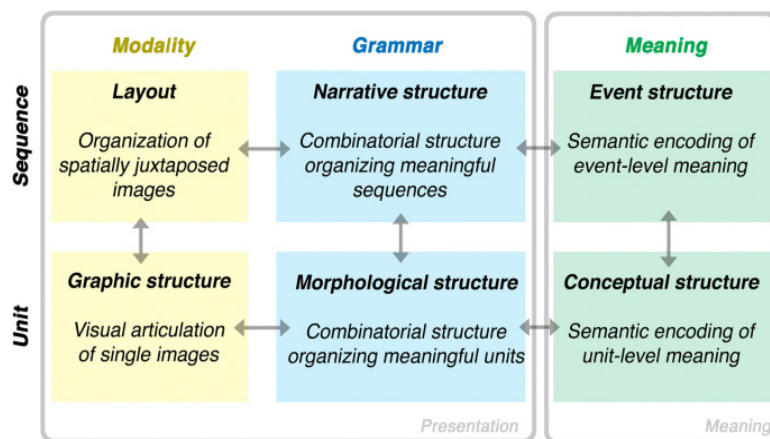 Modality
Grammar
Meaning
Sequence
Layout
Organization of
spatially juxtaposed
images
Narrative structure
Combinatorial structure
organizing meaningful
sequences
Event structure
Semantic encoding of
event-level meaning
Unit
Graphic structure
Visual articulation
of single images
Morphological structure
Combinatorial structure
organizing meaningful units
Conceptual structure
Semantic encoding of
unit-level meaning
Presentation
Meaning